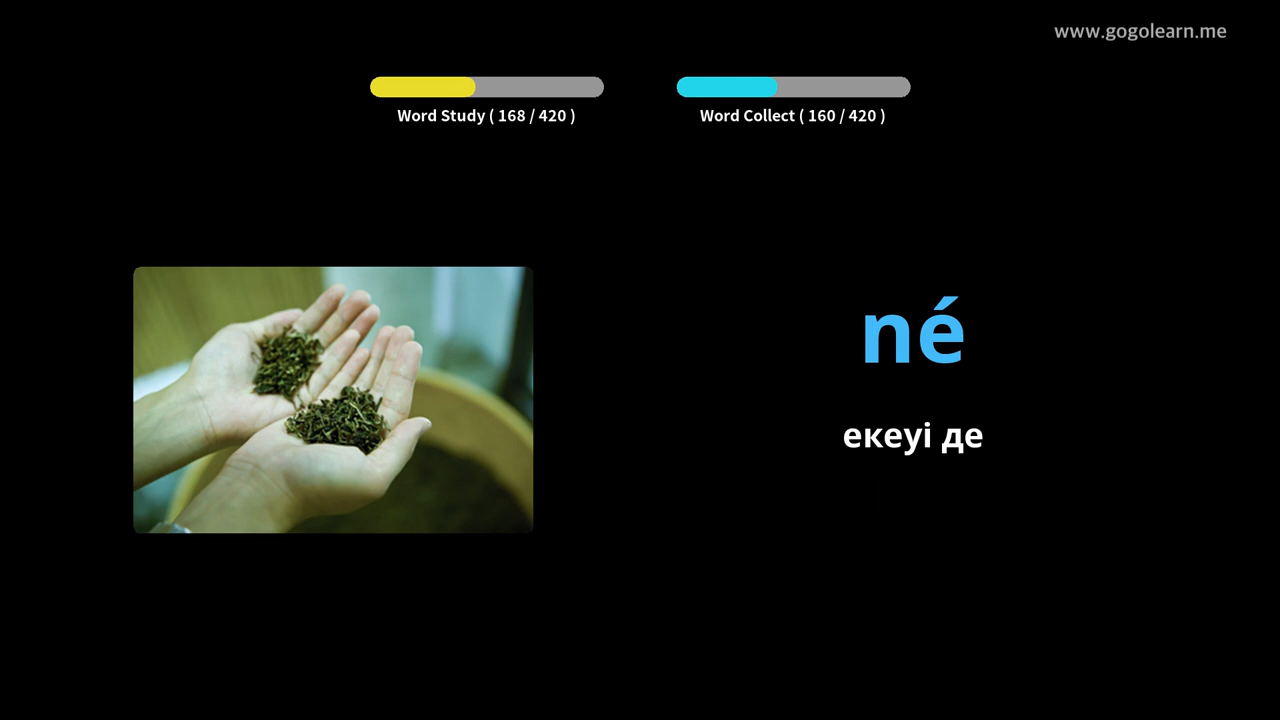 www.gogolearn.me
Word Study ( 168 / 420 )
Word Collect ( 160 / 420 )
né
екеуі де